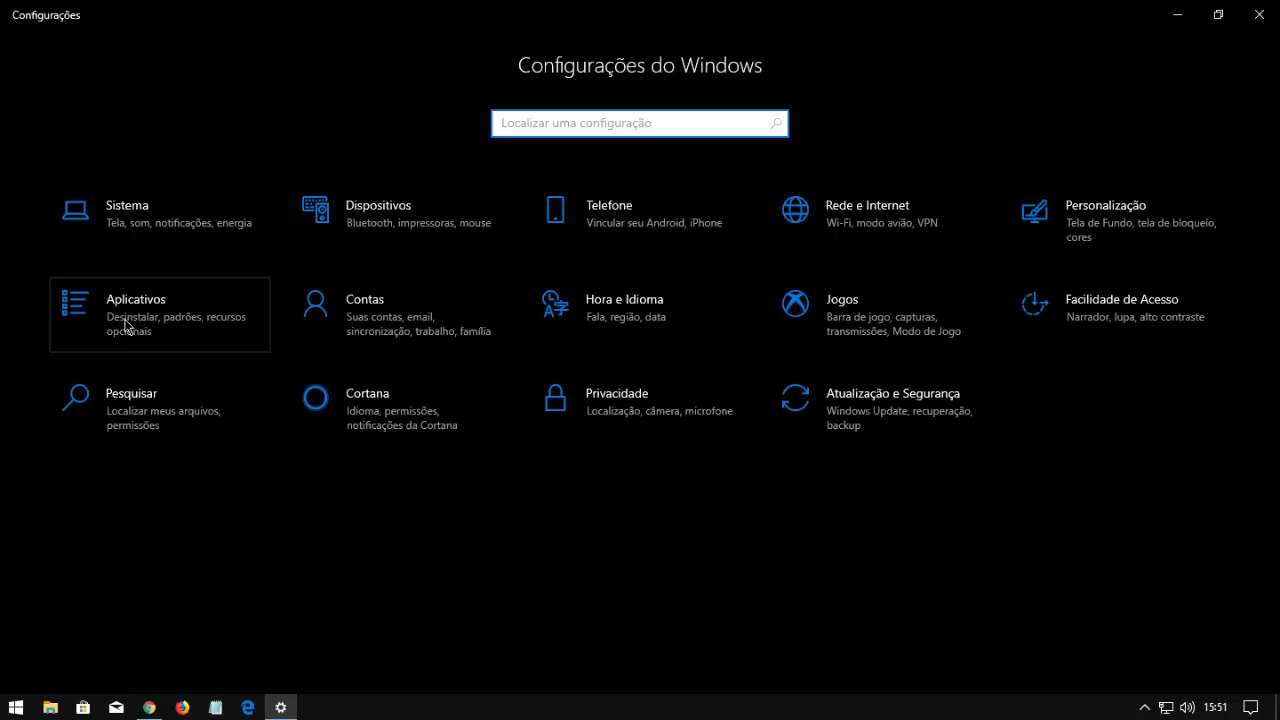 Configurações
Configurações do Windows
Localizar uma configuração
Sistema
Tela, som, notificações, energia
Dispositivos
Bluetooth, impressoras, mouse
Telefone
Vincular seu Android, iPhone
Rede e Internet
Wi-Fi, modo avião, VPN
Personalização
Tela de Fundo, tela de bloqueio,
cores
Aplicativos
Desinstalar, padrões, recursos
opcionais
Contas
Suas contas, email,
sincronização, trabalho, família
Hora e Idioma
Fala, região, data
Jogos
Barra de jogo, capturas,
transmissões, Modo de Jogo
Facilidade de Acesso
Narrador, lupa, alto contraste
Pesquisar
Localizar meus arquivos,
permissões
Cortana
Idioma, permissões,
notificações da Cortana
Privacidade
Localização, câmera, microfone
Atualização e Segurança
Windows Update, recuperação,
backup
15:51